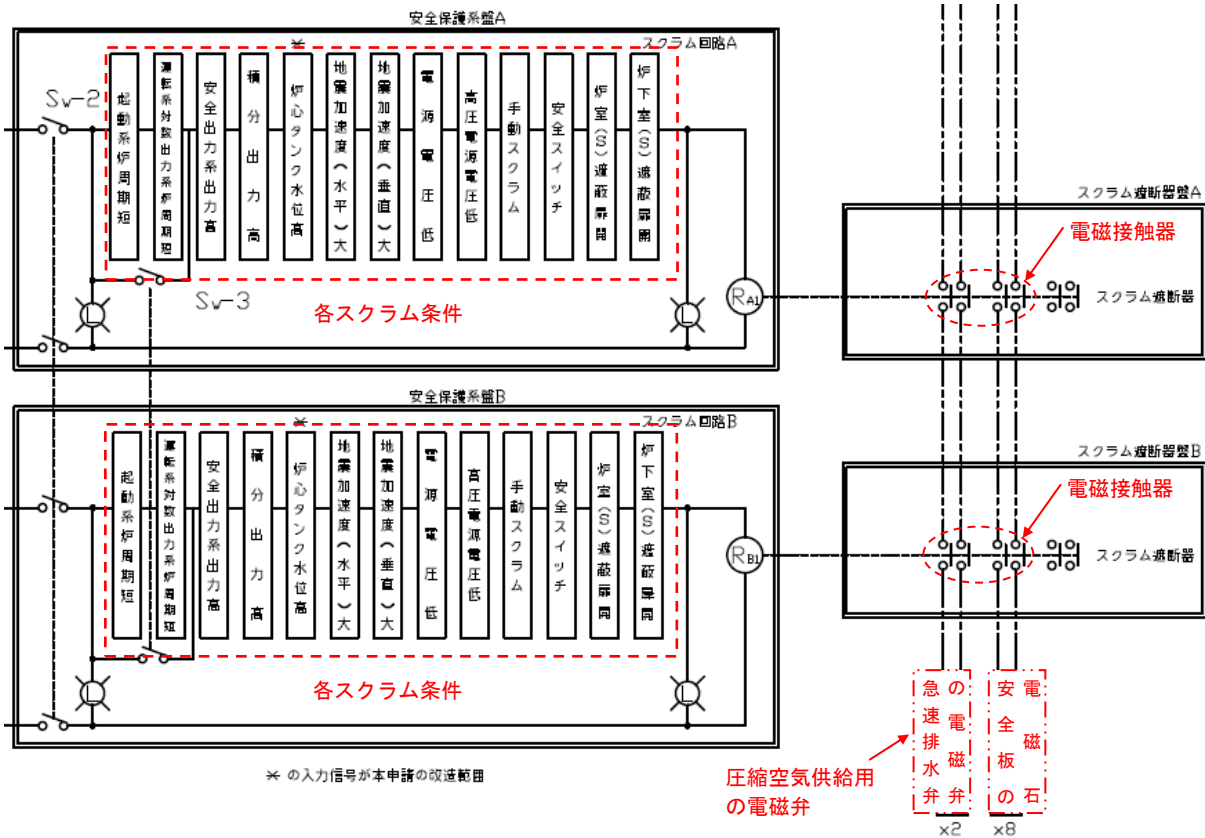 安全保護系盤A
スクラム回路A
※
Sw-2
起動系炉周期短
運転系対数出力系炉周期短
安全出力系出力高
積分出力高
炉心タンク水位高
地震加速度(水平)大
地震加速度(垂直)大
電源電圧低
高圧電源電圧低
手動スクラム
安全スイッチ
炉室(S)遮蔽扉開
炉下室(S)遮蔽扉開
Sw-3
L
各スクラム条件
L
RA1
スクラム遮断器盤A
電磁接触器
スクラム遮断器
安全保護系盤B
スクラム回路B
※
起動系炉周期短
運転系対数出力系炉周期短
安全出力系出力高
積分出力高
炉心タンク水位高
地震加速度(水平)大
地震加速度(垂直)大
電源電圧低
高圧電源電圧低
手動スクラム
安全スイッチ
炉室(S)遮蔽扉開
炉下室(S)遮蔽扉開
L
各スクラム条件
L
RB1
スクラム遮断器盤B
電磁接触器
スクラム遮断器
急速排水弁
の電磁弁
安全板の
電磁石
圧縮空気供給用
の電磁弁
x2
x8
※ の入力信号が本申請の改造範囲